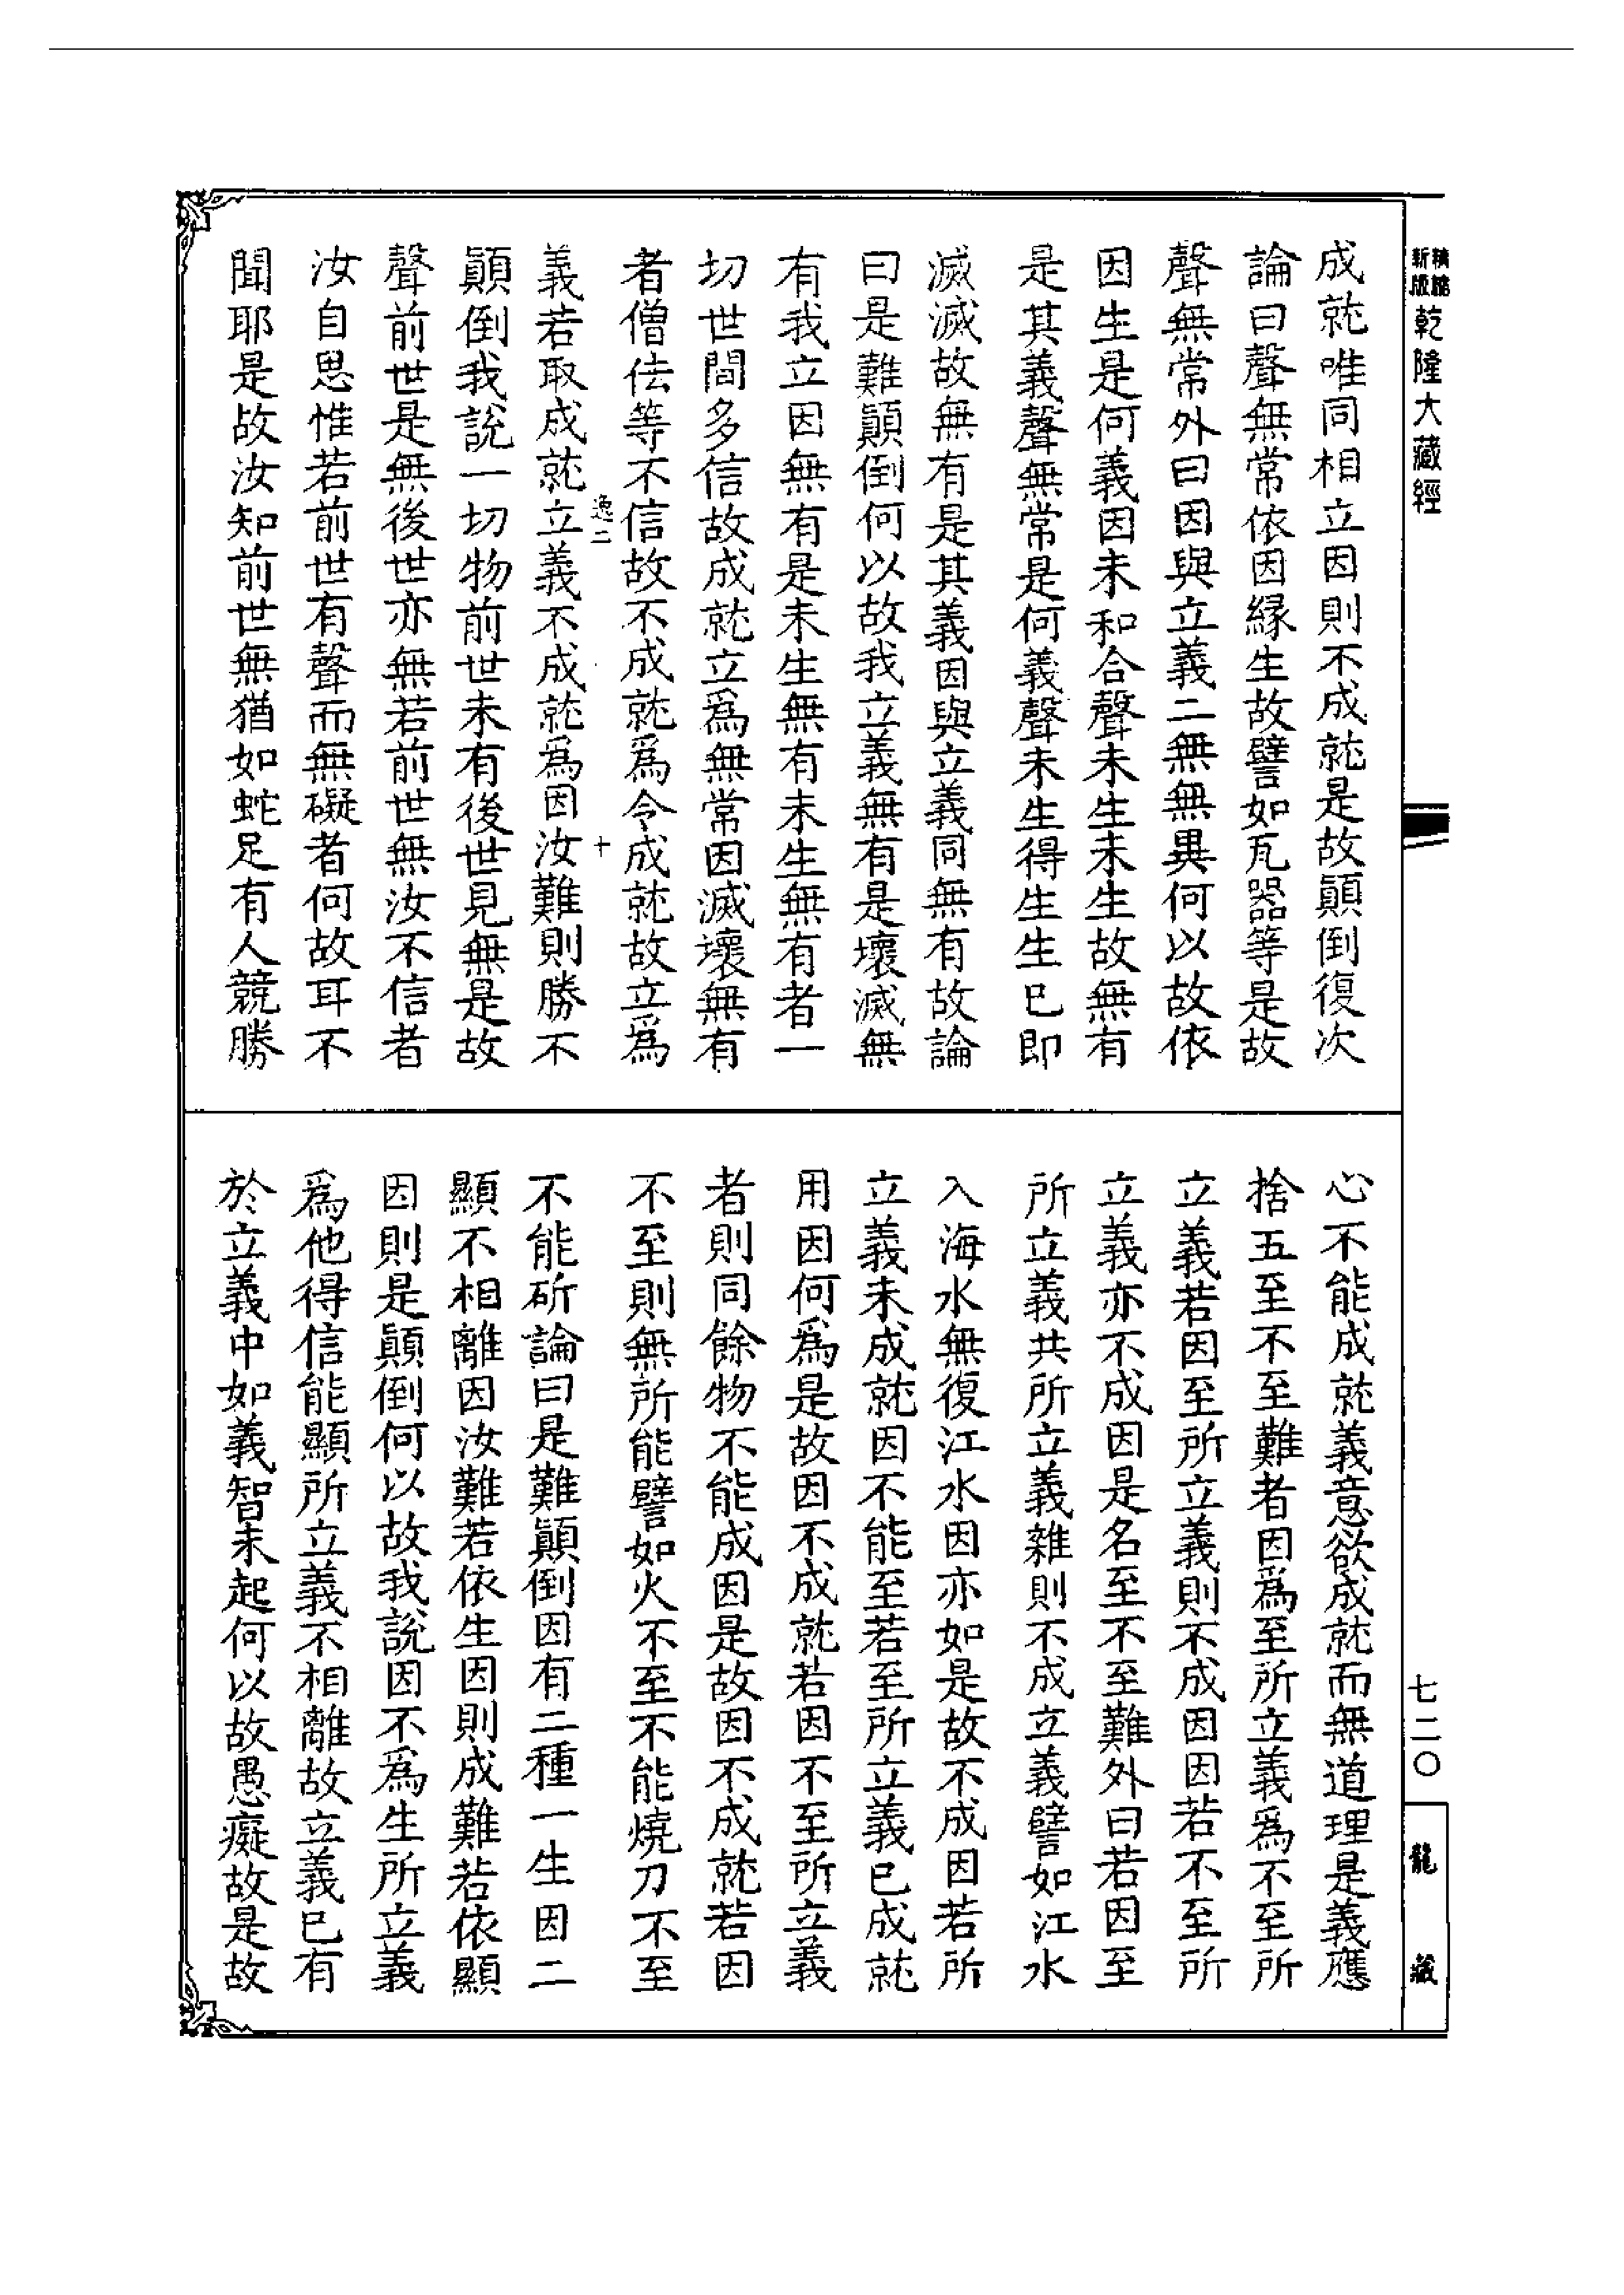 新版精縮乾隆大藏經
成就唯同相立因則不成就是故顛倒復次
論曰聲無常依因緣生故譬如瓦器等是故
聲無常外曰因與立義二無無異何以故依
因生是何義因未和合聲未生未生故無有
是其義聲無常是何義聲未生得生生已即
滅滅故無有是其義因與立義同無有故論
曰是難顛倒何以故我立義無有是壞滅無
有我立因無有是未生無有未生無有者一
切世間多信故成就立爲無常因滅壞無有
者僧佉等不信故不成就爲令成就故立爲
逸二
十
義若取成就立義不成就爲因汝難則勝不
顛倒我說一切物前世未有後世見無是故
聲前世是無後世亦無若前世無汝不信者
汝自思惟若前世有聲而無礙者何故耳不
聞耶是故汝知前世無猶如蛇足有人競勝
心不能成就義意欲成就而無道理是義應
捨五至不至難者因爲至所立義爲不至所
立義若因至所立義則不成因因若不至所
立義亦不成因是名至不至難外曰若因至
所立義共所立義雜則不成立義譬如江水
入海水無復江水因亦如是故不成因若所
立義未成就因不能至若至所立義已成就
用因何爲是故因不成就若因不至所立義
者則同餘物不能成因是故因不成就若因
不至則無所能譬如火不至不能燒刀不至
不能斫論曰是難顛倒因有二種一生因二
顯不相離因汝難若依生因則成難若依顯
因則是顛倒何以故我說因不爲生所立義
爲他得信能顯所立義不相離故立義已有
於立義中如義智未起何以故愚癡故是故
七二〇
龍藏